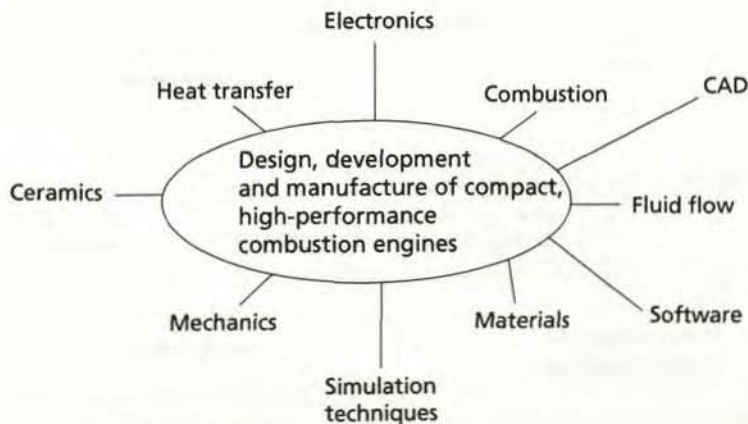 Electronics
Heat transfer
Combustion
CAD
Design, development
and manufacture of compact,
high-performance
combustion engines
Ceramics
Fluid flow
Mechanics
Materials
Software
Simulation
techniques